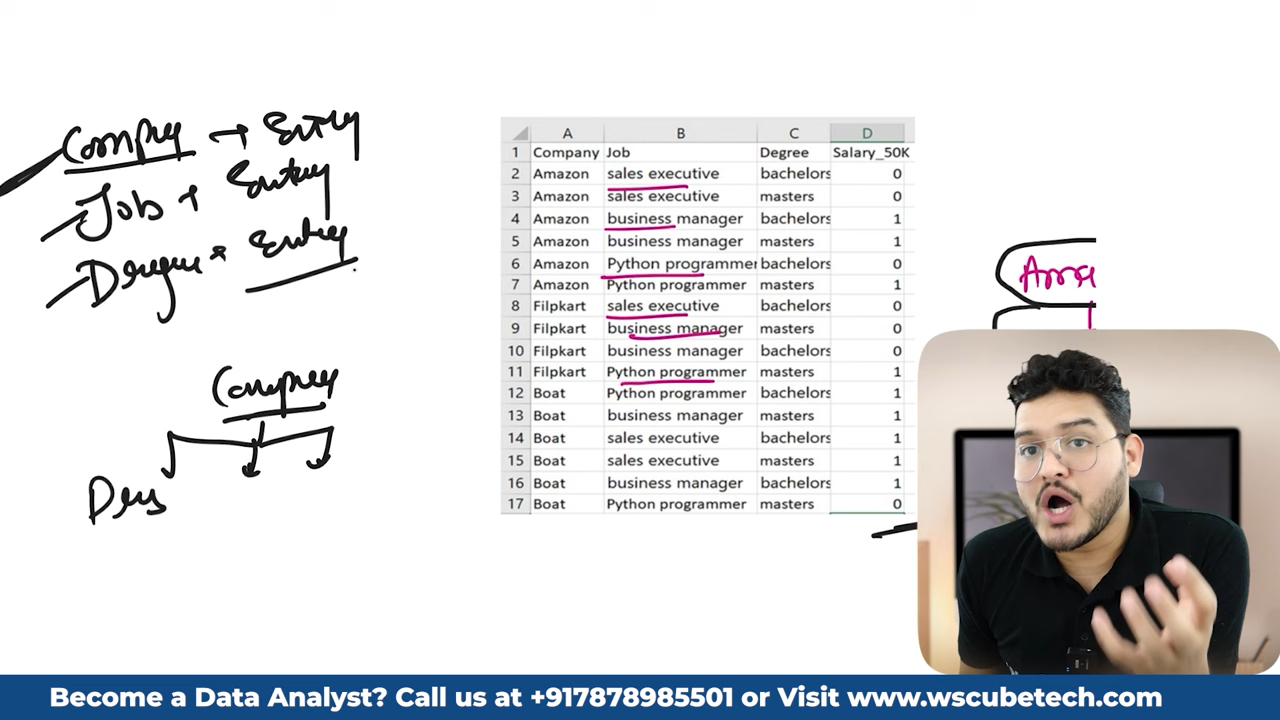 Company → Entry
Job → Entry
Degree → Entry
Company
A B C D
1 Company Job Degree Salary_50K
2 Amazon sales executive bachelors 0
3 Amazon sales executive masters 0
4 Amazon business manager bachelors 1
5 Amazon business manager masters 1
6 Amazon Python programmer bachelors 0
7 Amazon Python programmer masters 1
8 Filpkart sales executive bachelors 0
9 Filpkart business manager masters 0
10 Filpkart business manager bachelors 0
11 Filpkart Python programmer masters 1
12 Boat Python programmer bachelors 1
13 Boat business manager masters 1
14 Boat sales executive bachelors 1
15 Boat sales executive masters 1
16 Boat business manager bachelors 1
17 Boat Python programmer masters 0
Become a Data Analyst? Call us at +917878985501 or Visit www.wscubetech.com